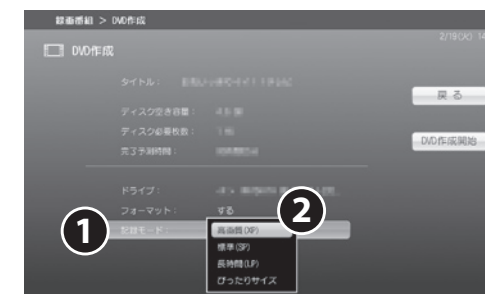 録画番組 > DVD作成
2/19(火) 14
DVD作成
タイトル：
戻る
ディスク空き容量：
ディスク必要枚数：
完了予測時間：
DVD作成開始
ドライブ：
フォーマット： する
① 記録モード：
② 高画質(XP)
標準(SP)
長時間(LP)
ぴったりサイズ